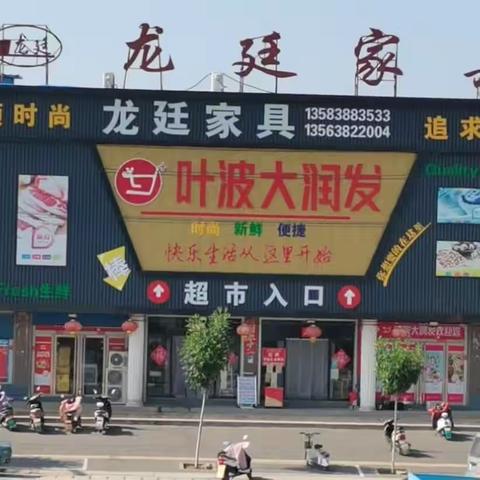 龙廷
龙廷家
时尚
龙廷家具
13583883533
13563822004
追求
叶波大润发
时尚 新鲜 便捷
快乐生活从这里开始
Quality
Fresh生鲜
超市入口